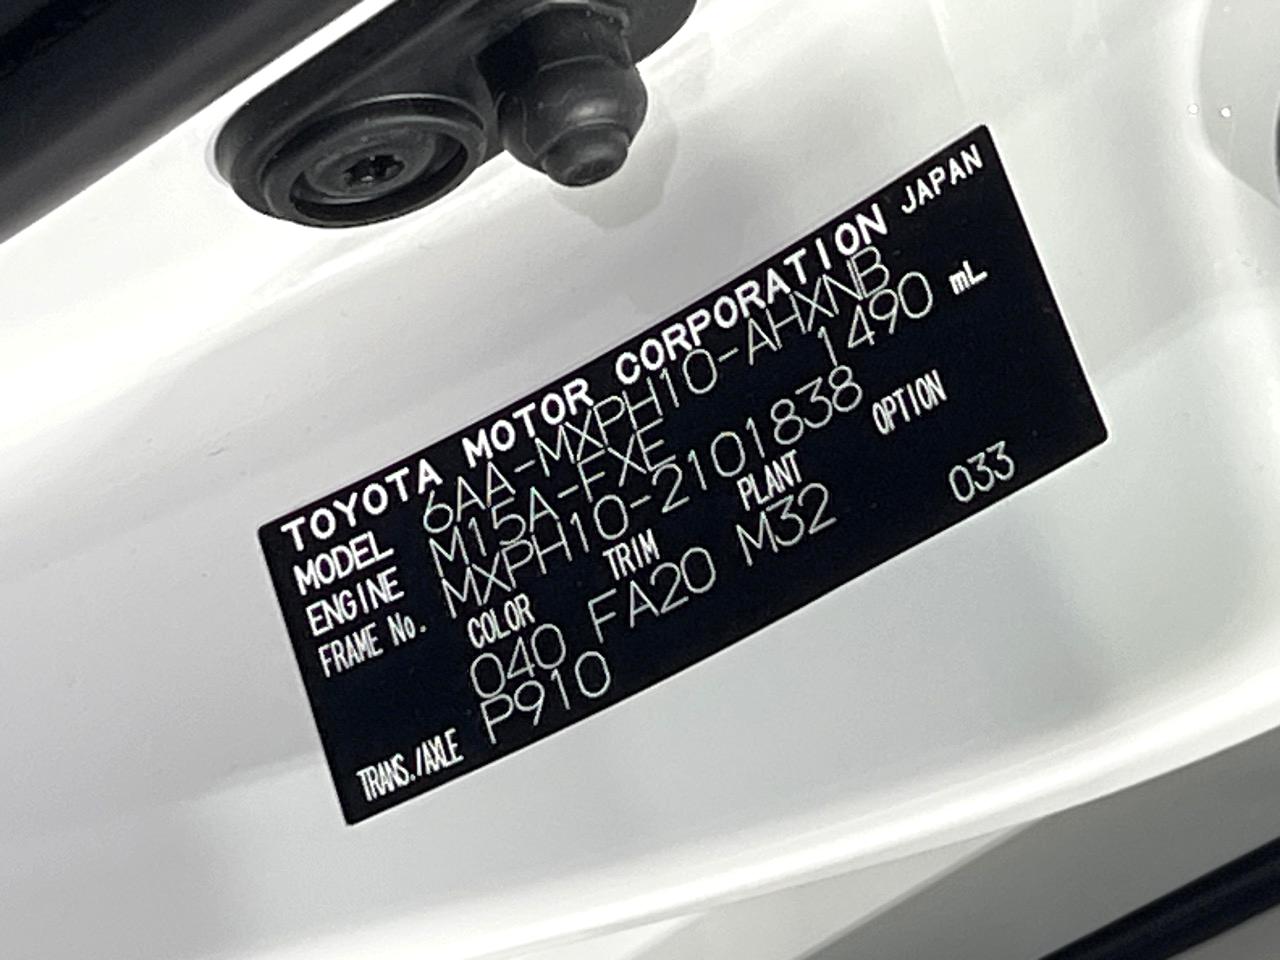 TOYOTA MOTOR CORPORATION JAPAN
MODEL 6AA-MXPH10-AHXNB
ENGINE M15A-FXE 1490 mL
FRAME No. MXPH10-2101838
COLOR TRIM PLANT OPTION
040 FA20 M32 033
TRANS./AXLE P910